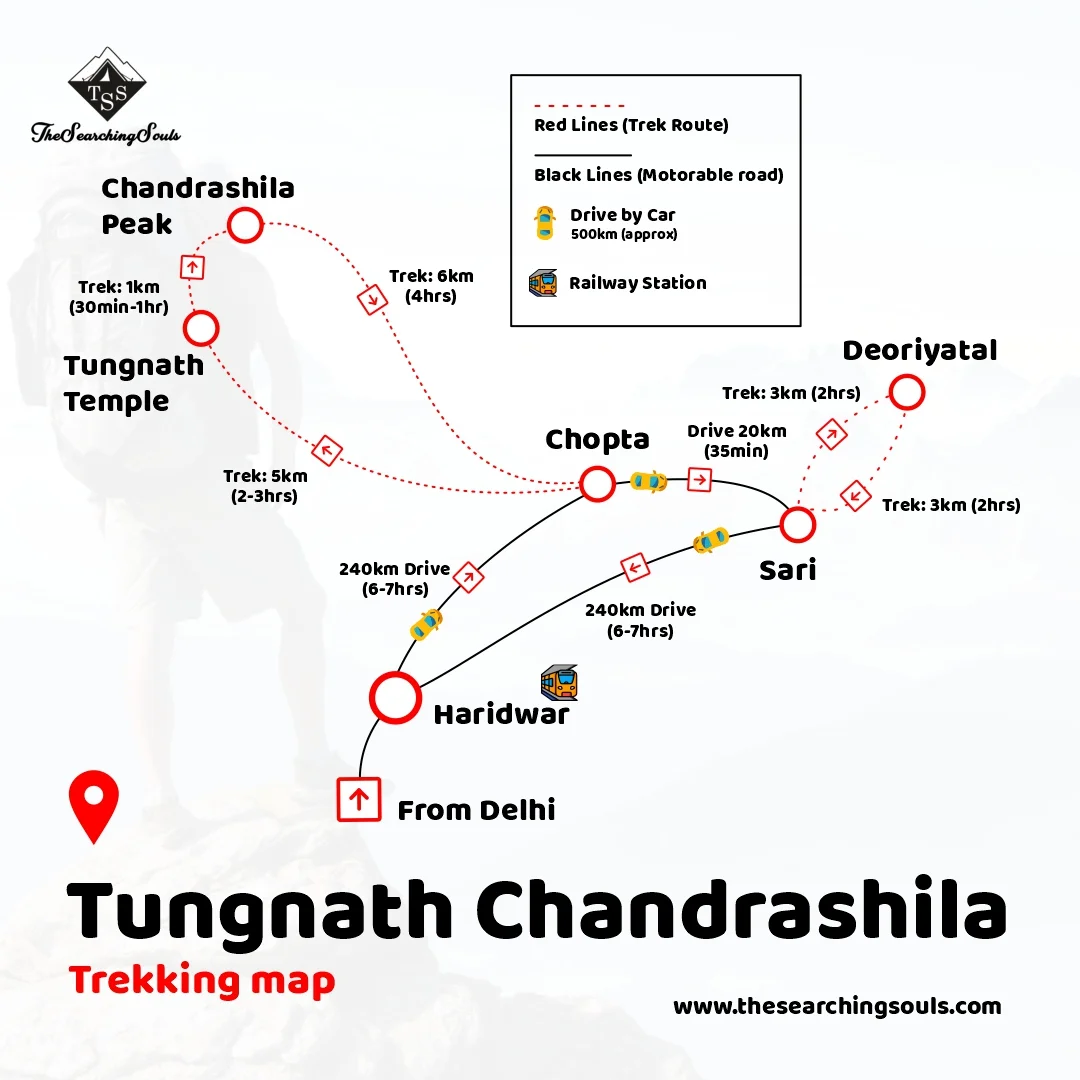 TSS
TheSearchingSouls
Red Lines (Trek Route)
Black Lines (Motorable road)
Drive by Car
500km (approx)
Railway Station
Chandrashila
Peak
Trek: 1km
(30min-1hr)
Trek: 6km
(4hrs)
Tungnath
Temple
Deoriyatal
Trek: 3km (2hrs)
Chopta
Drive 20km
(35min)
Trek: 5km
(2-3hrs)
Trek: 3km (2hrs)
Sari
240km Drive
(6-7hrs)
240km Drive
(6-7hrs)
Haridwar
From Delhi
Tungnath Chandrashila
Trekking map
www.thesearchingsouls.com